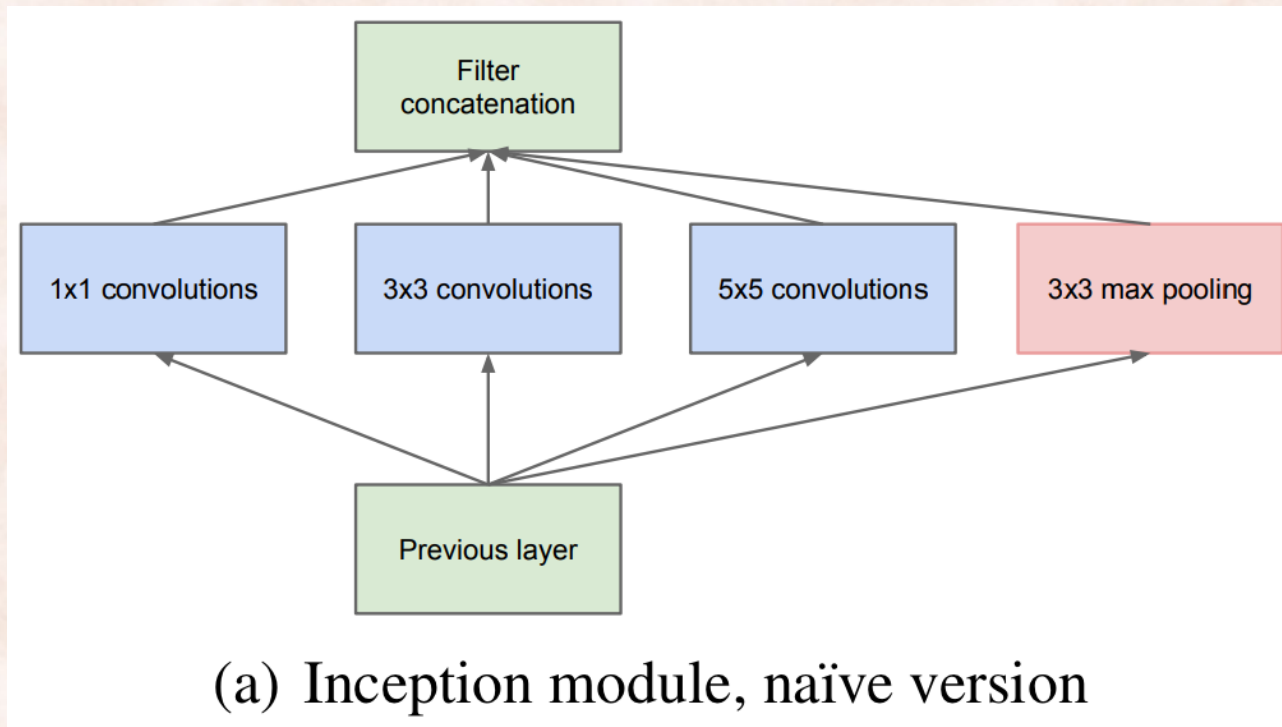 Filter
concatenation
1x1 convolutions
3x3 convolutions
5x5 convolutions
3x3 max pooling
Previous layer
(a) Inception module, naïve version